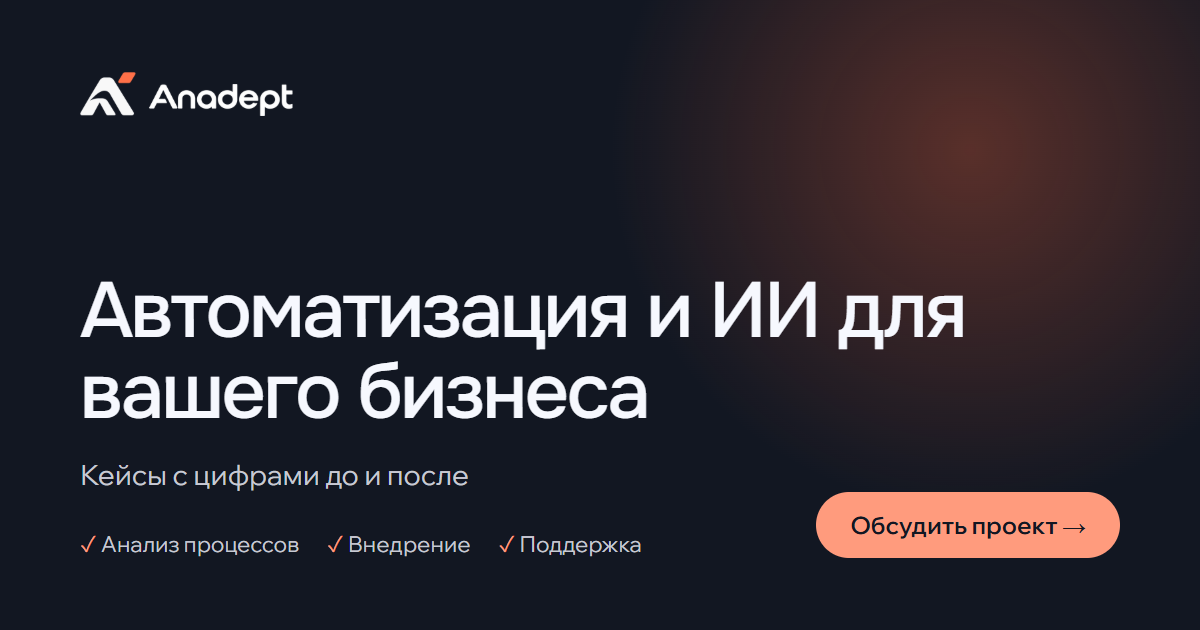 Anadept
Автоматизация и ИИ для
вашего бизнеса
Кейсы с цифрами до и после
✓ Анализ процессов ✓ Внедрение ✓ Поддержка
Обсудить проект →